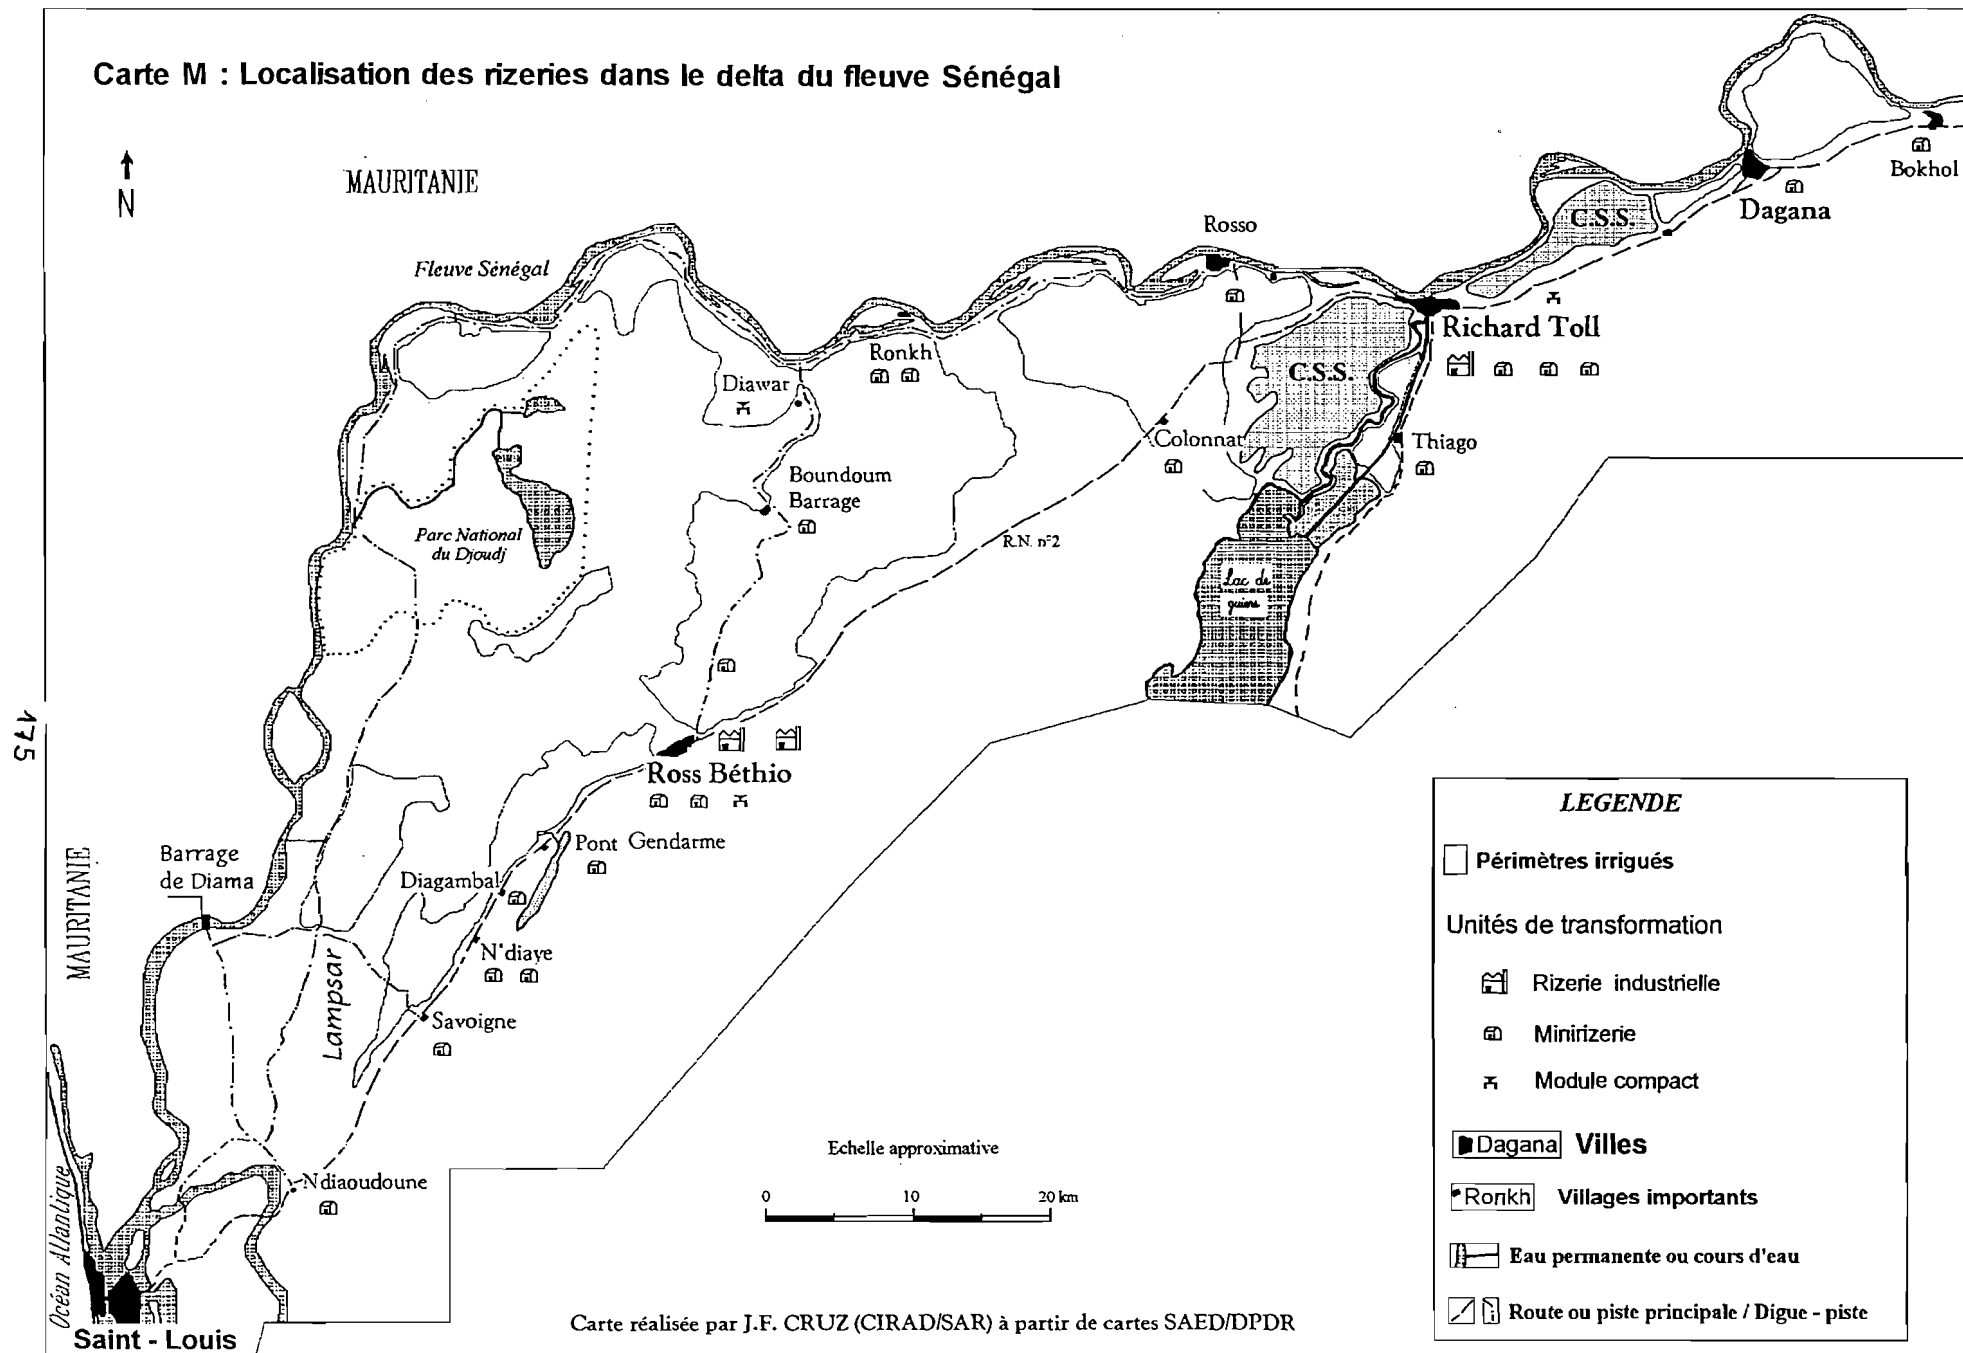 Carte M : Localisation des rizeries dans le delta du fleuve Sénégal
N
MAURITANIE
Fleuve Sénégal
Rosso
C.S.S.
Dagana
Bokhol
Richard Toll
Ronkh
Diawar
C.S.S.
Colonnat
Thiago
Boundoum
Barrage
Parc National
du Djoudj
R.N. n°2
Lac de
guiers
175
Ross Béthio
Pont Gendarme
MAURITANIE
Barrage
de Diama
Diagambal
N'diaye
Lampsar
Savoigne
Ndiaoudoune
Océan Atlantique
Saint - Louis
Echelle approximative
0 10 20 km
Carte réalisée par J.F. CRUZ (CIRAD/SAR) à partir de cartes SAED/DPDR
LEGENDE
Périmètres irrigués
Unités de transformation
Rizerie industrielle
Minirizerie
Module compact
Dagana Villes
Ronkh Villages importants
Eau permanente ou cours d'eau
Route ou piste principale / Digue - piste